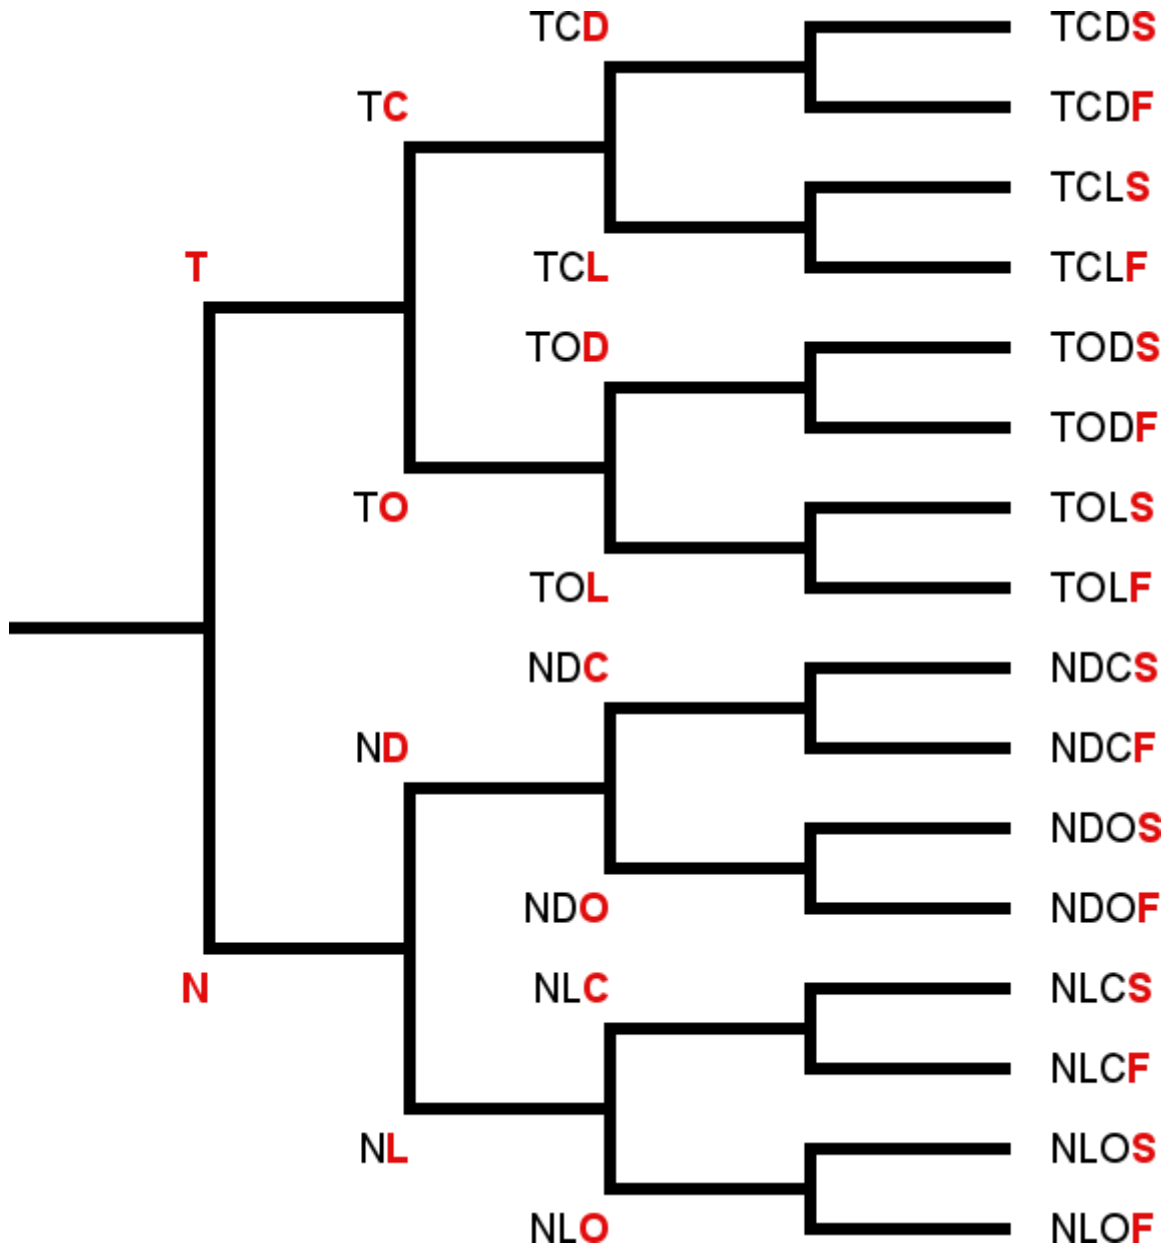 TCD
TCDS
TC
TCDF
TCLS
T
TCL
TCLF
TOD
TODS
TODF
TO
TOLS
TOL
TOLF
NDC
NDCS
ND
NDCF
NDOS
NDO
NDOF
N
NLC
NLCS
NLCF
NL
NLOS
NLO
NLOF